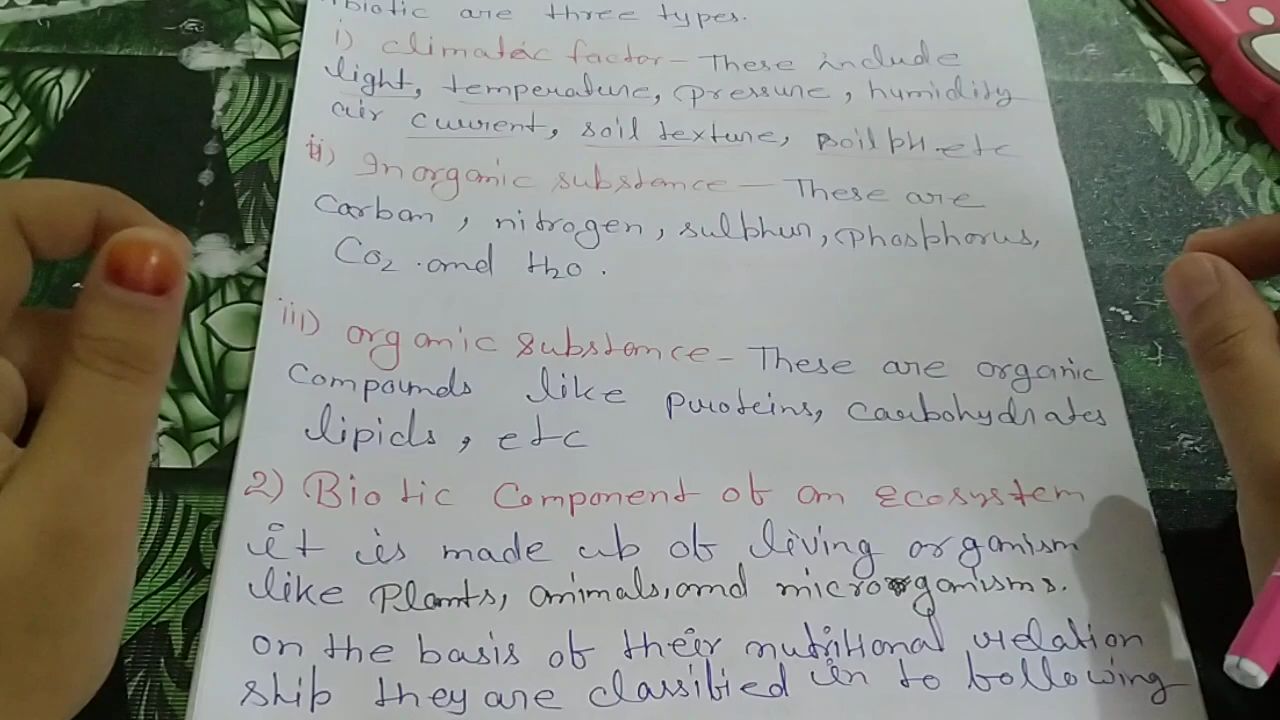 biotic are three types.
i) climatic factor - These include
light, temperature, pressure, humidity
air current, soil texture, soil pH etc
ii) Inorganic substance - These are
Carbon, nitrogen, sulphur, phosphorus,
CO2 and H2O.
iii) organic substance - These are organic
Compounds like proteins, carbohydrates
lipids, etc
2) Biotic Component of an ecosystem
it is made up of living organism
like Plants, animals, and microorganisms.
on the basis of their nutritional relation
ship they are classified in to following